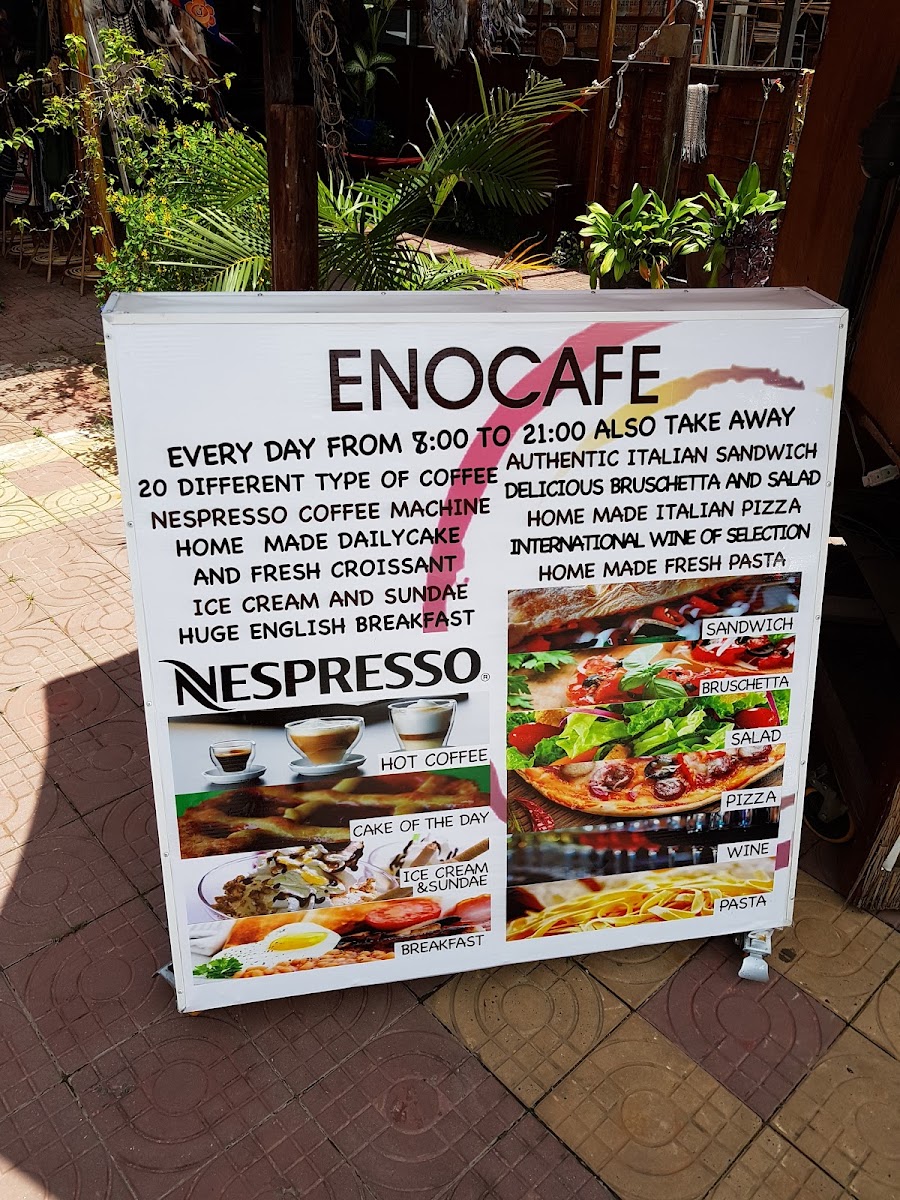 ENOCAFE
EVERY DAY FROM 8:00 TO 21:00 ALSO TAKE AWAY
20 DIFFERENT TYPE OF COFFEE
NESPRESSO COFFEE MACHINE
HOME MADE DAILYCAKE
AND FRESH CROISSANT
ICE CREAM AND SUNDAE
HUGE ENGLISH BREAKFAST
NESPRESSO®
HOT COFFEE
CAKE OF THE DAY
ICE CREAM
&SUNDAE
BREAKFAST
AUTHENTIC ITALIAN SANDWICH
DELICIOUS BRUSCHETTA AND SALAD
HOME MADE ITALIAN PIZZA
INTERNATIONAL WINE OF SELECTION
HOME MADE FRESH PASTA
SANDWICH
BRUSCHETTA
SALAD
PIZZA
WINE
PASTA